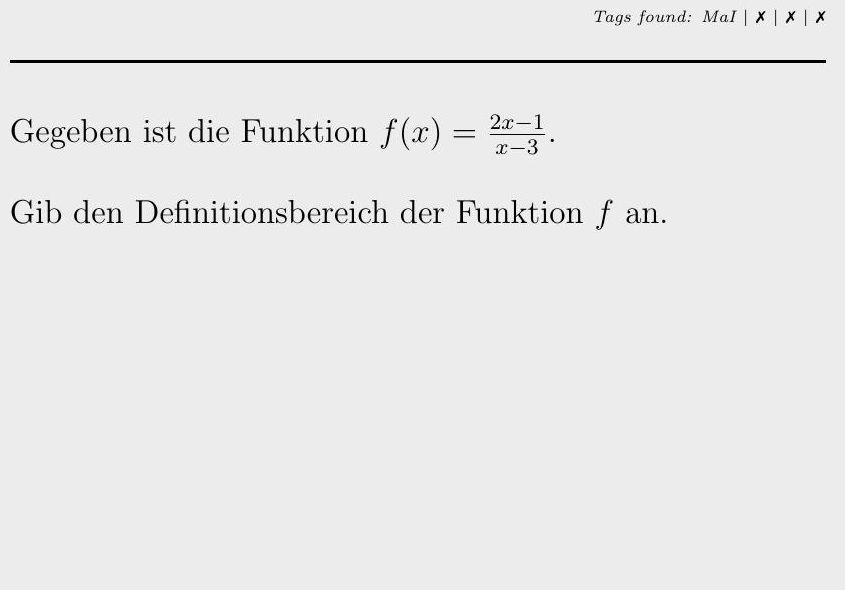 Tags found: MaI | ✗ | ✗ | ✗
Gegeben ist die Funktion f(x) = \frac{2x−1}{x−3}.
Gib den Definitionsbereich der Funktion f an.